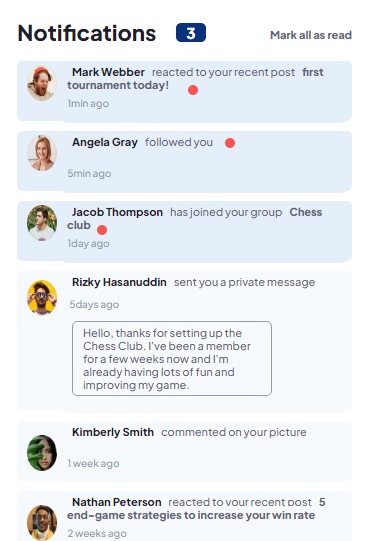 Notifications 3 Mark all as read
Mark Webber reacted to your recent post first
tournament today!
1min ago
Angela Gray followed you
5min ago
Jacob Thompson has joined your group Chess
club
1day ago
Rizky Hasanuddin sent you a private message
5days ago
Hello, thanks for setting up the
Chess Club. I've been a member
for a few weeks now and I'm
already having lots of fun and
improving my game.
Kimberly Smith commented on your picture
1 week ago
Nathan Peterson reacted to your recent post 5
end-game strategies to increase your win rate
2 weeks ago